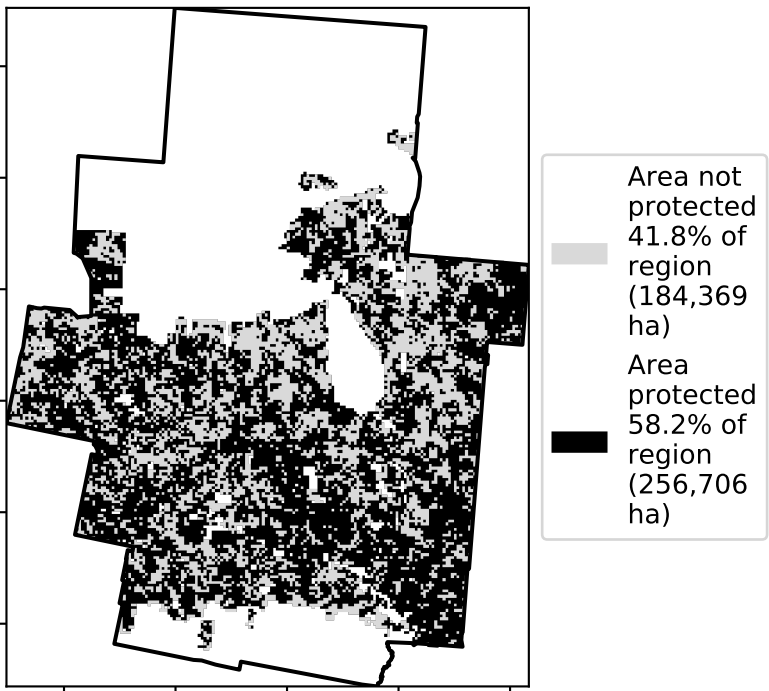 Area not
protected
41.8% of
region
(184,369
ha)
Area
protected
58.2% of
region
(256,706
ha)